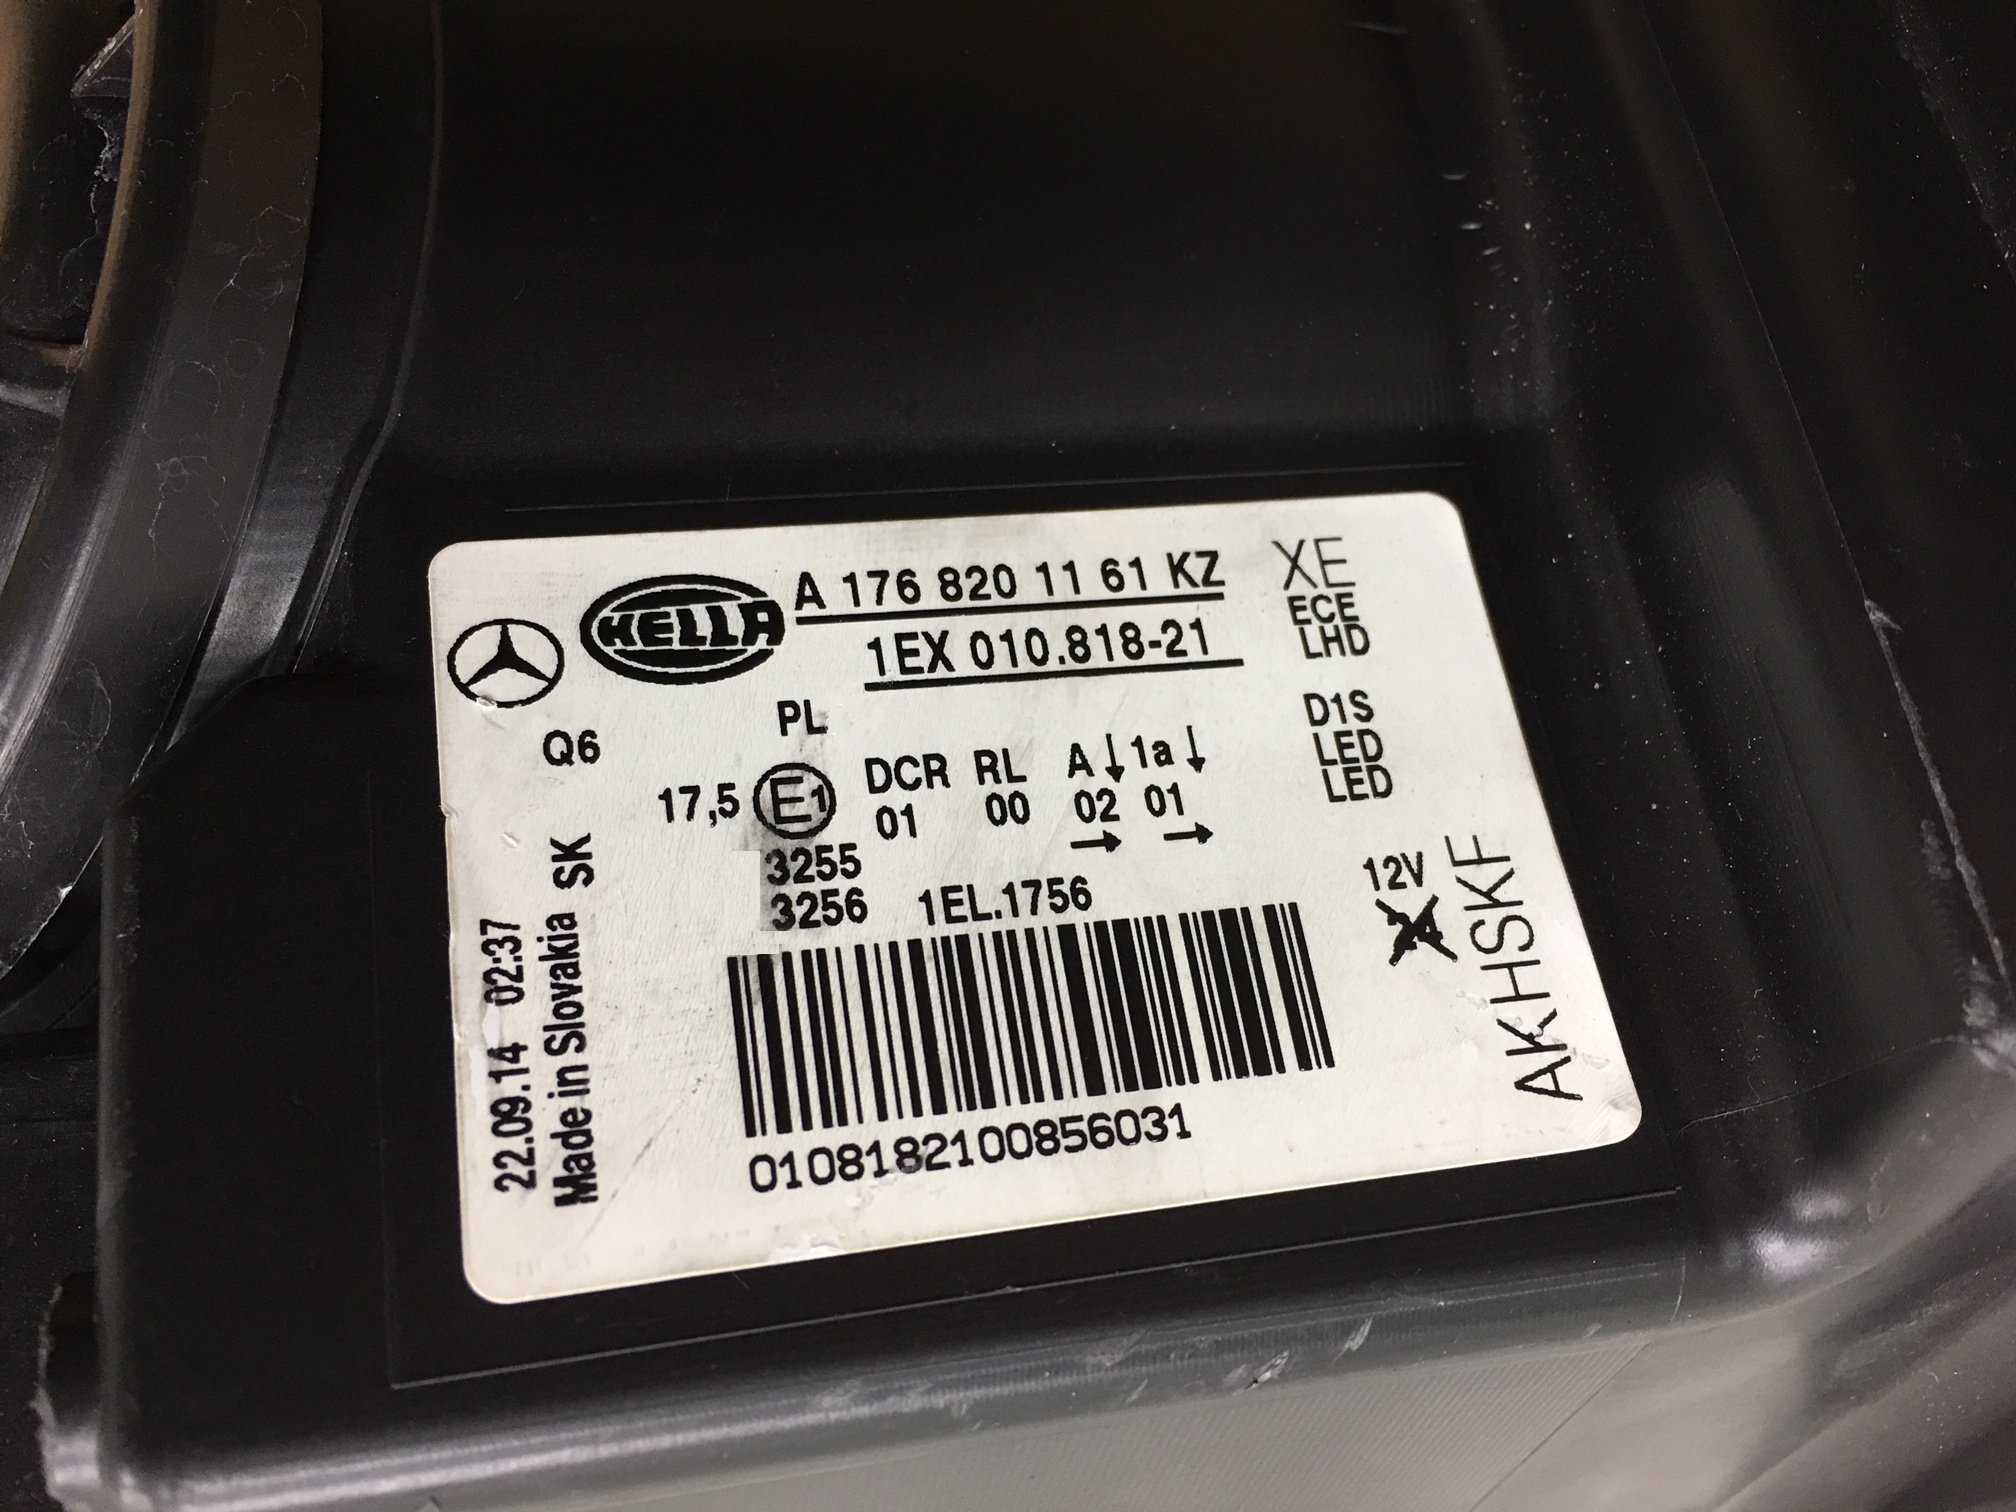 HELLA
A 176 820 11 61 KZ
1EX 010.818-21
XE
ECE
LHD
Q6
PL
17,5 E1
DCR RL A↓ 1a↓
01 00 02 01
→ →
D1S
LED
LED
3255
3256 1EL.1756
12V
AKHSKF
22.09.14 02:37
Made in Slovakia SK
0108182100856031